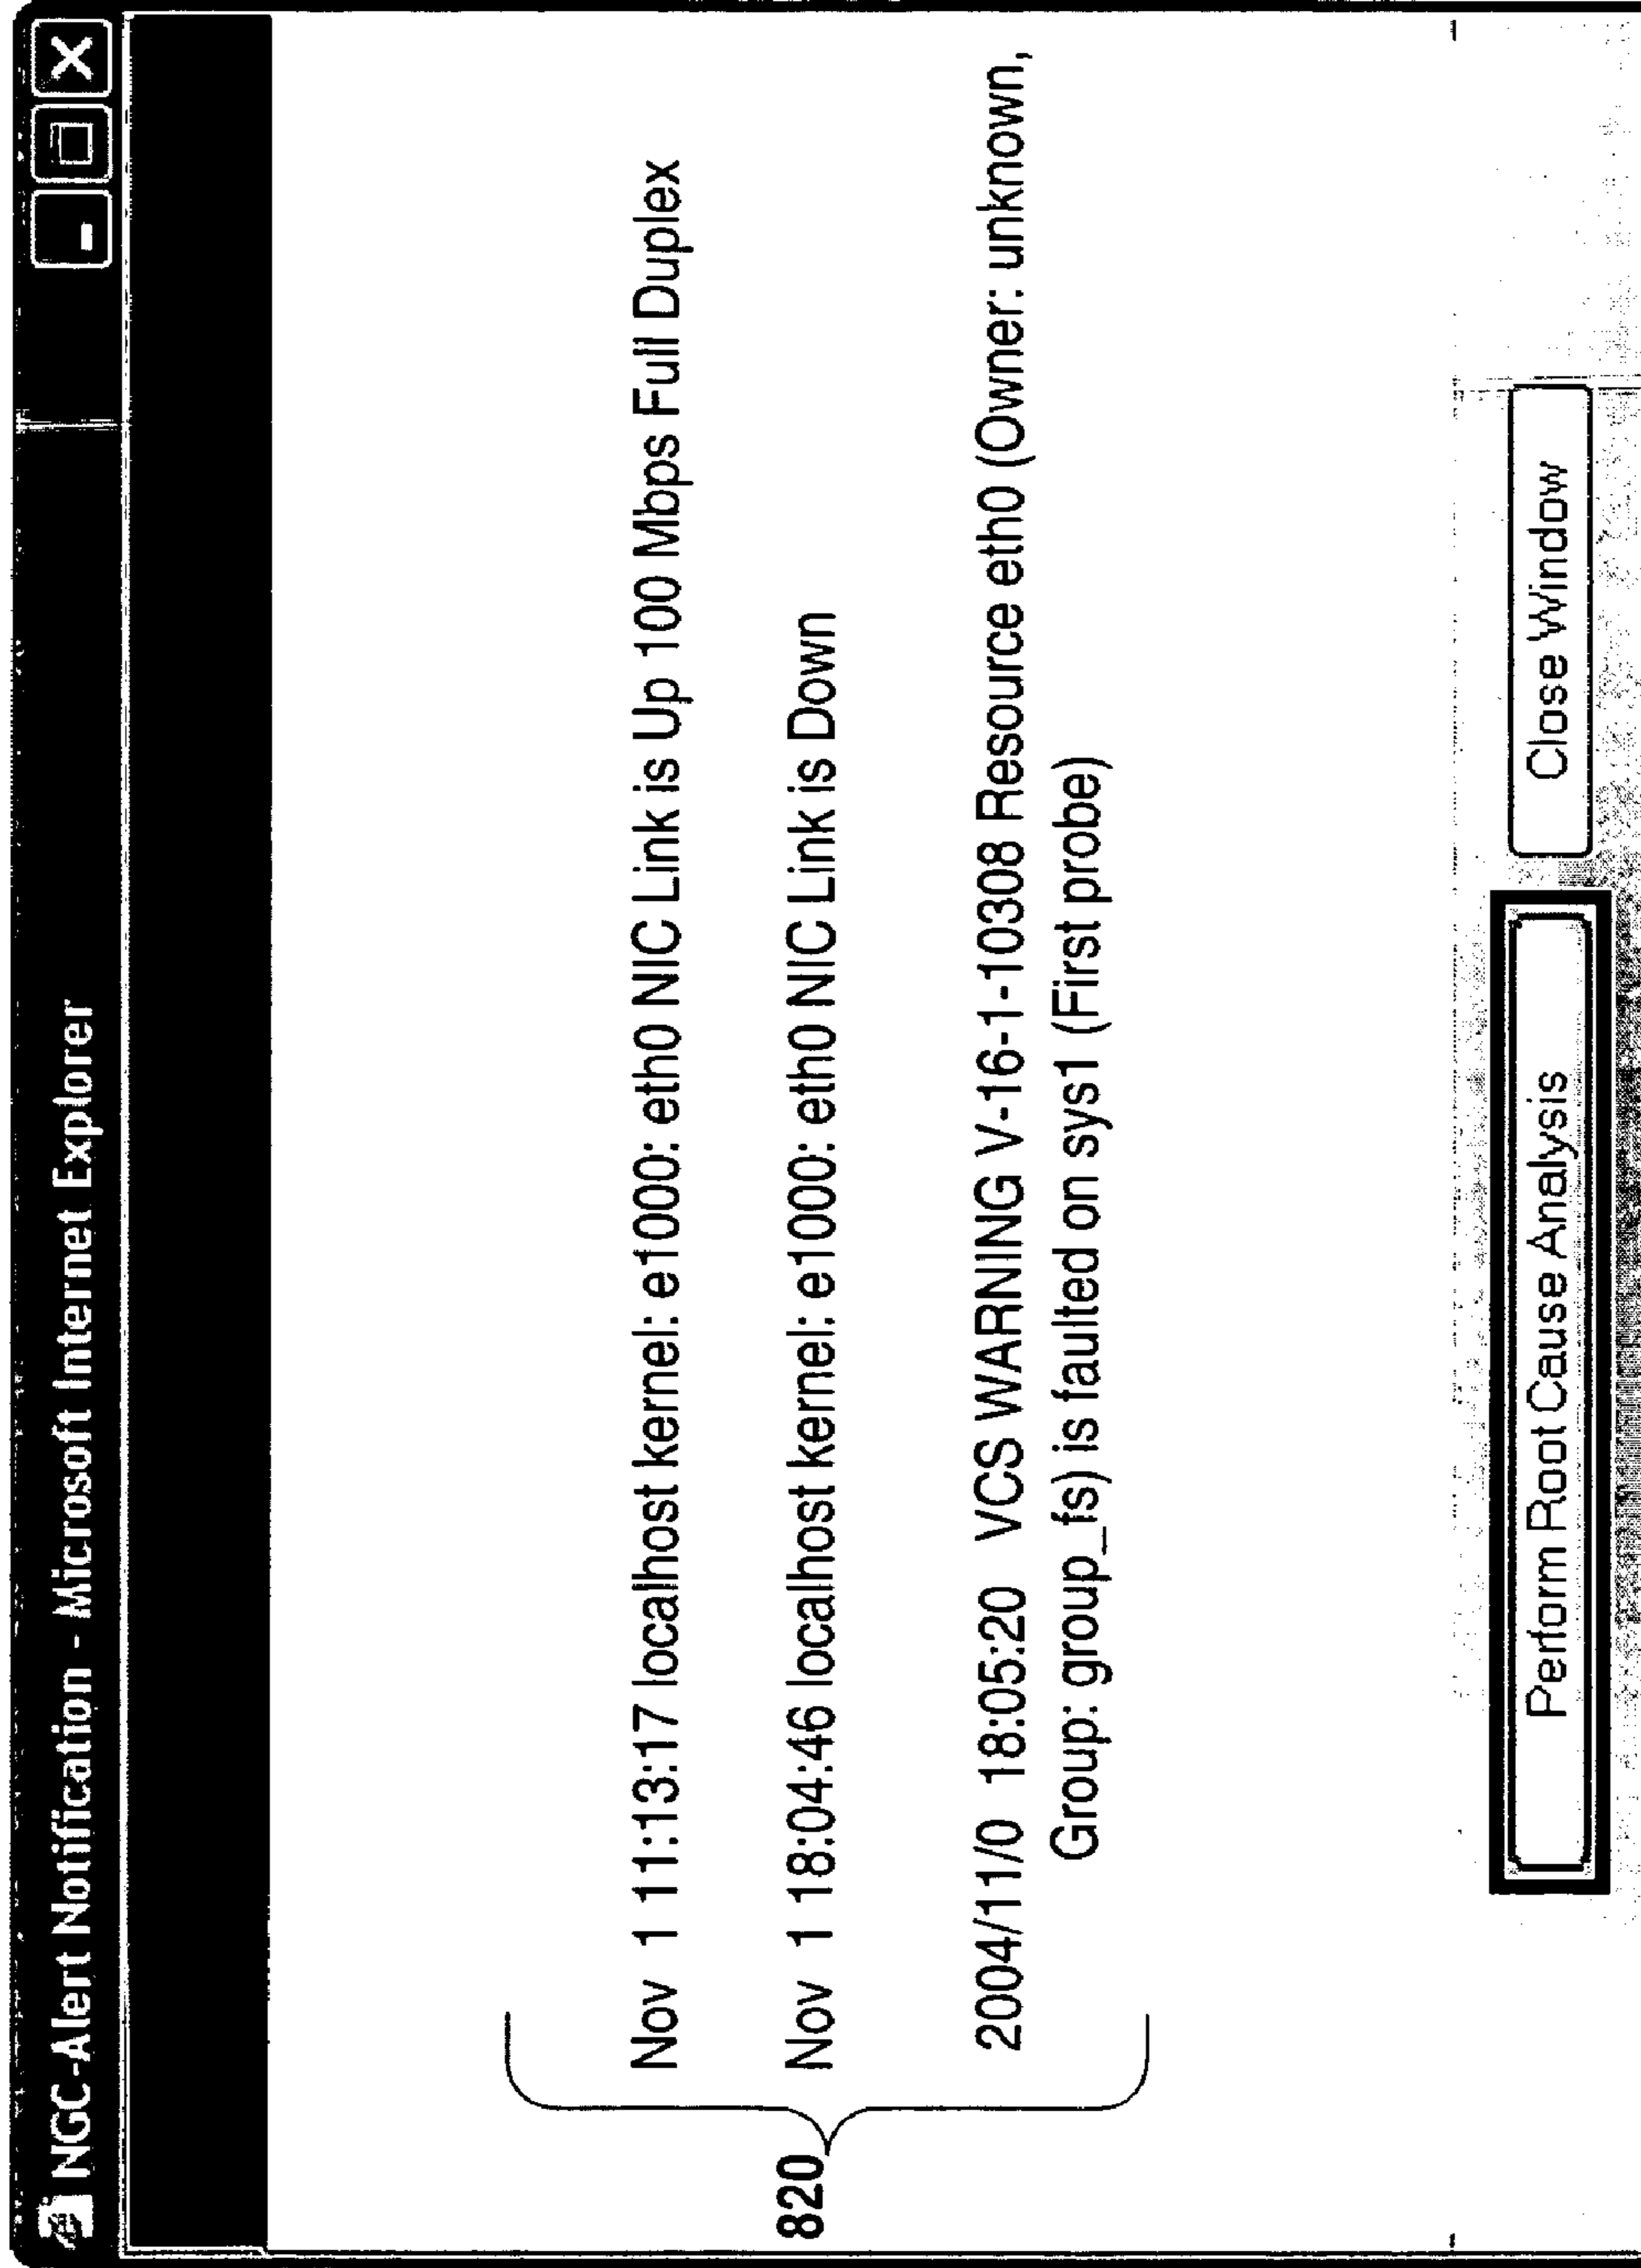 NGC-Alert Notification - Microsoft Internet Explorer
820
Nov 1 11:13:17 localhost kernel: e1000: eth0 NIC Link is Up 100 Mbps Full Duplex
Nov 1 18:04:46 localhost kernel: e1000: eth0 NIC Link is Down
2004/11/0 18:05:20 VCS WARNING V-16-1-10308 Resource eth0 (Owner: unknown,
Group: group_fs) is faulted on sys1 (First probe)
Perform Root Cause Analysis
Close Window